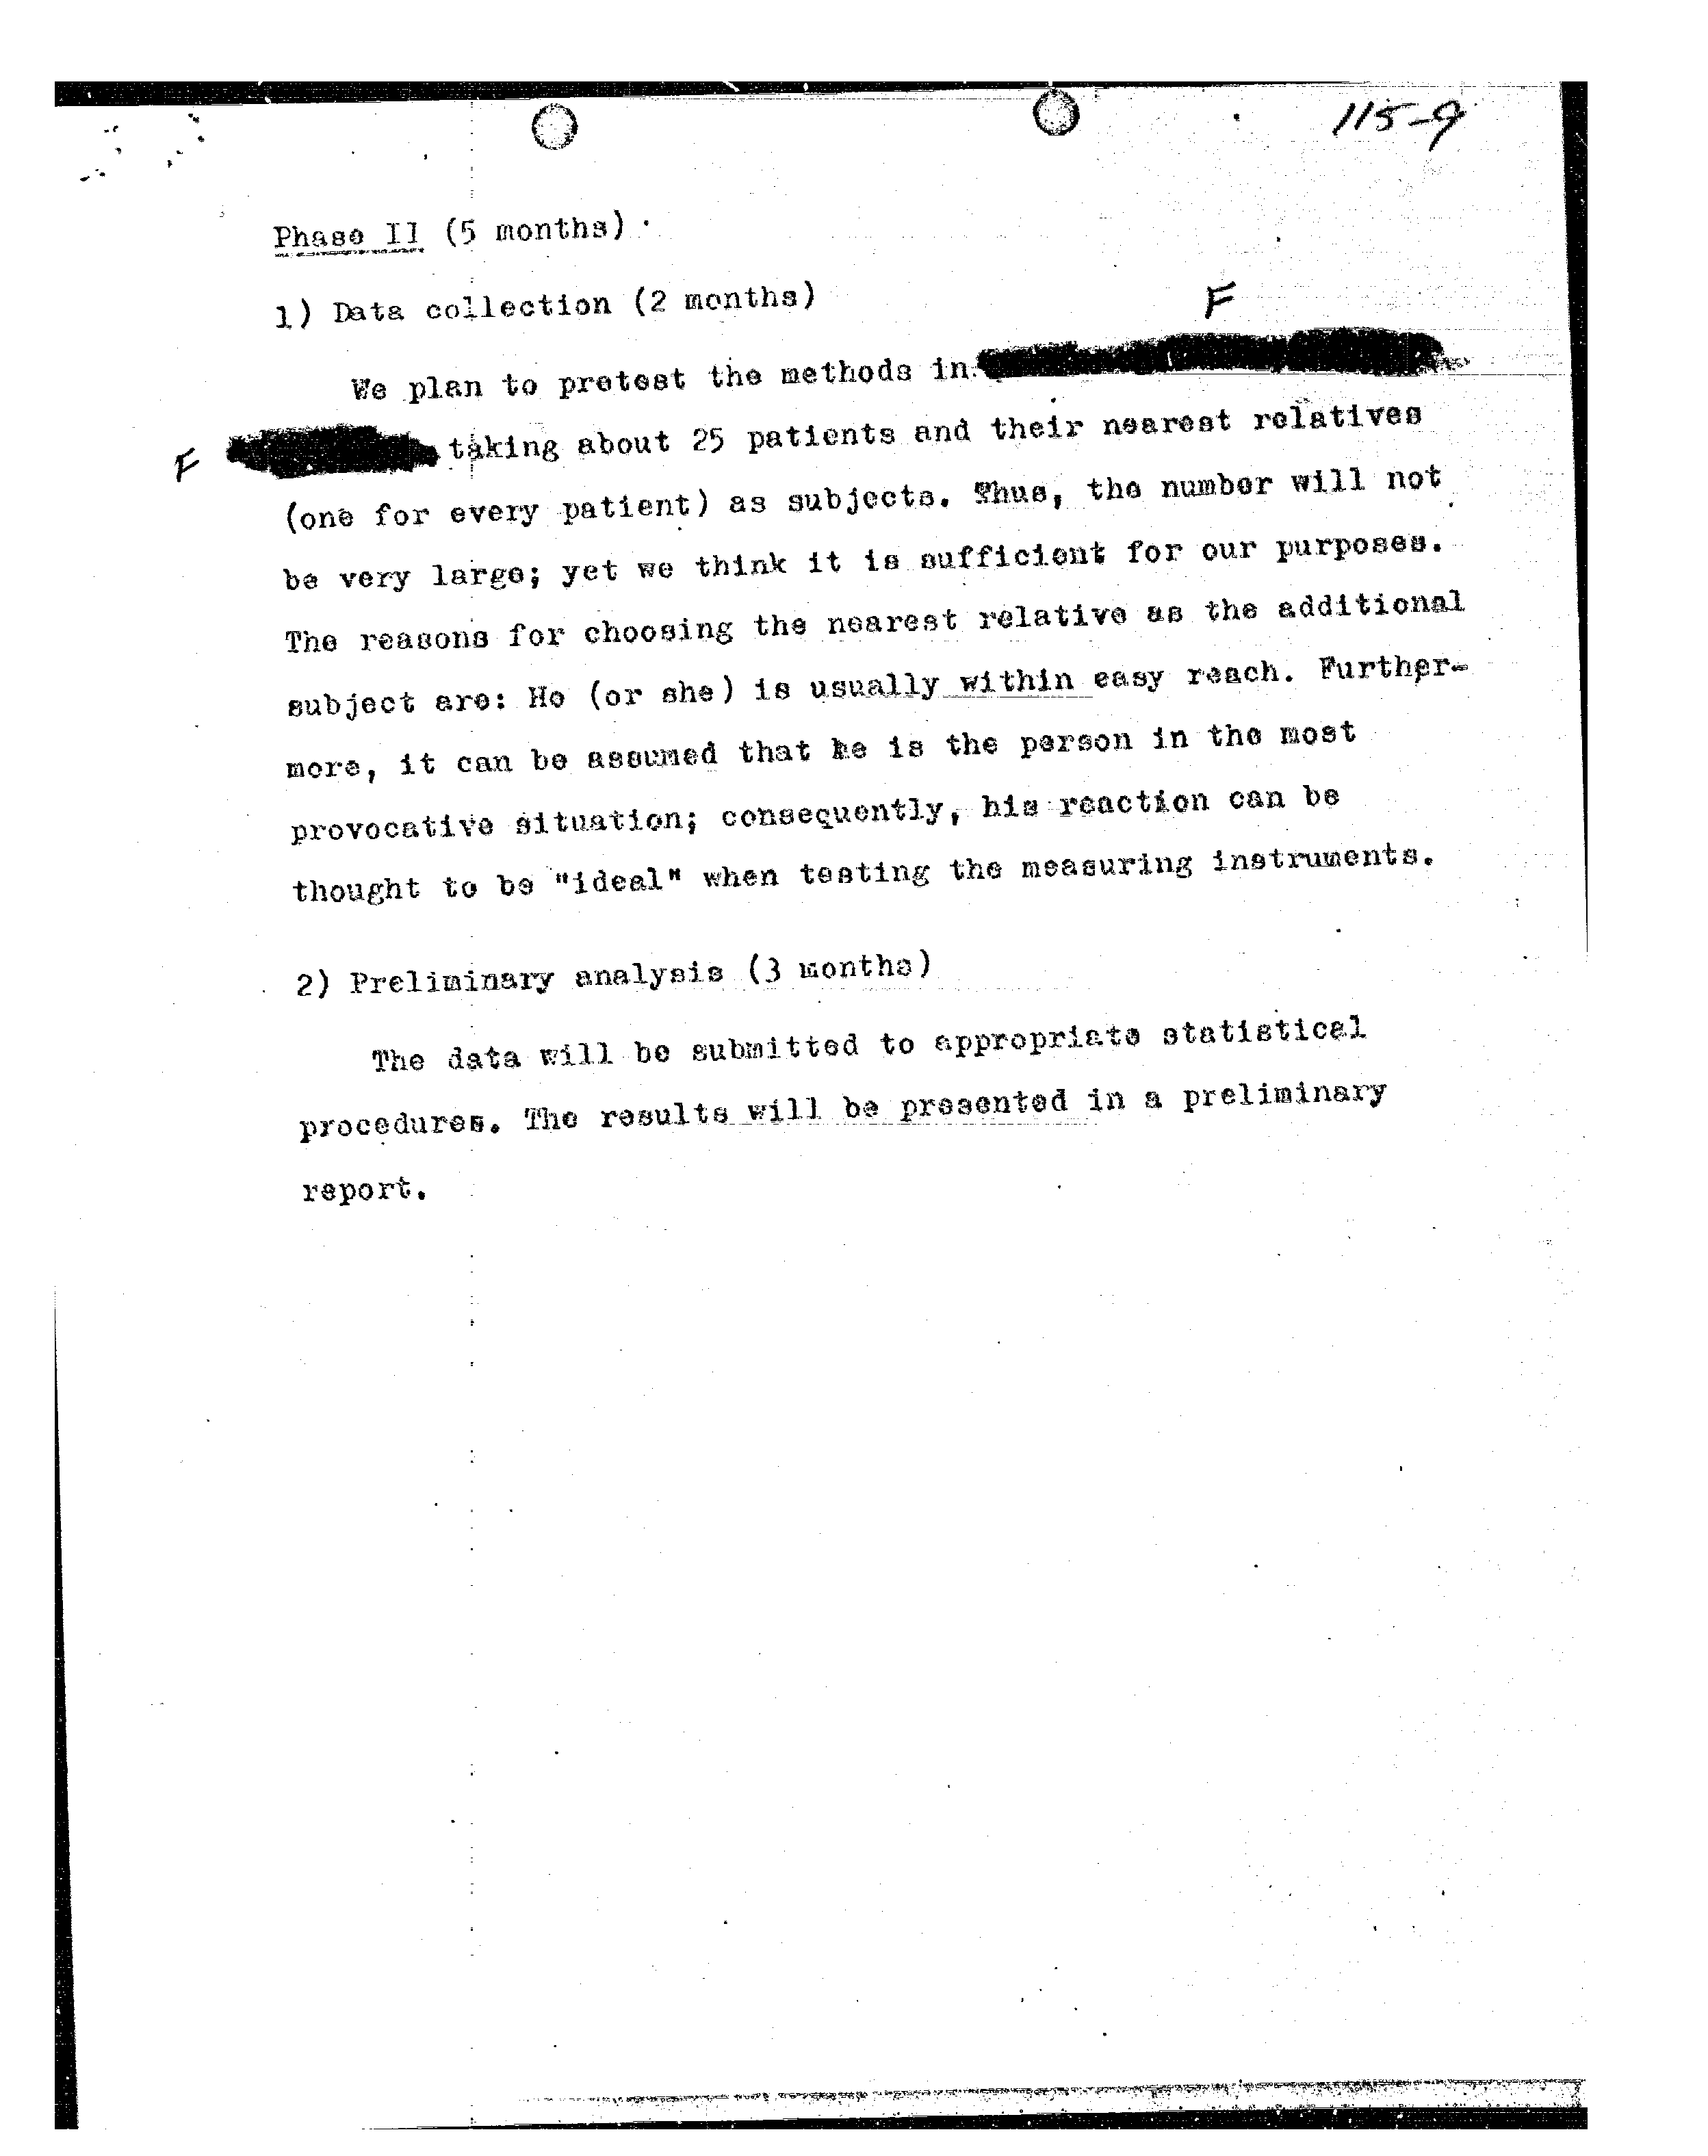 115-9
Phase II (5 months)
1) Data collection (2 months)
F
We plan to pretest the methods in
F taking about 25 patients and their nearest relatives
(one for every patient) as subjects. Thus, the number will not
be very large; yet we think it is sufficient for our purposes.
The reasons for choosing the nearest relative as the additional
subject are: He (or she) is usually within easy reach. Further-
more, it can be assumed that he is the person in the most
provocative situation; consequently, his reaction can be
thought to be "ideal" when testing the measuring instruments.
2) Preliminary analysis (3 months)
The data will be submitted to appropriate statistical
procedures. The results will be presented in a preliminary
report.